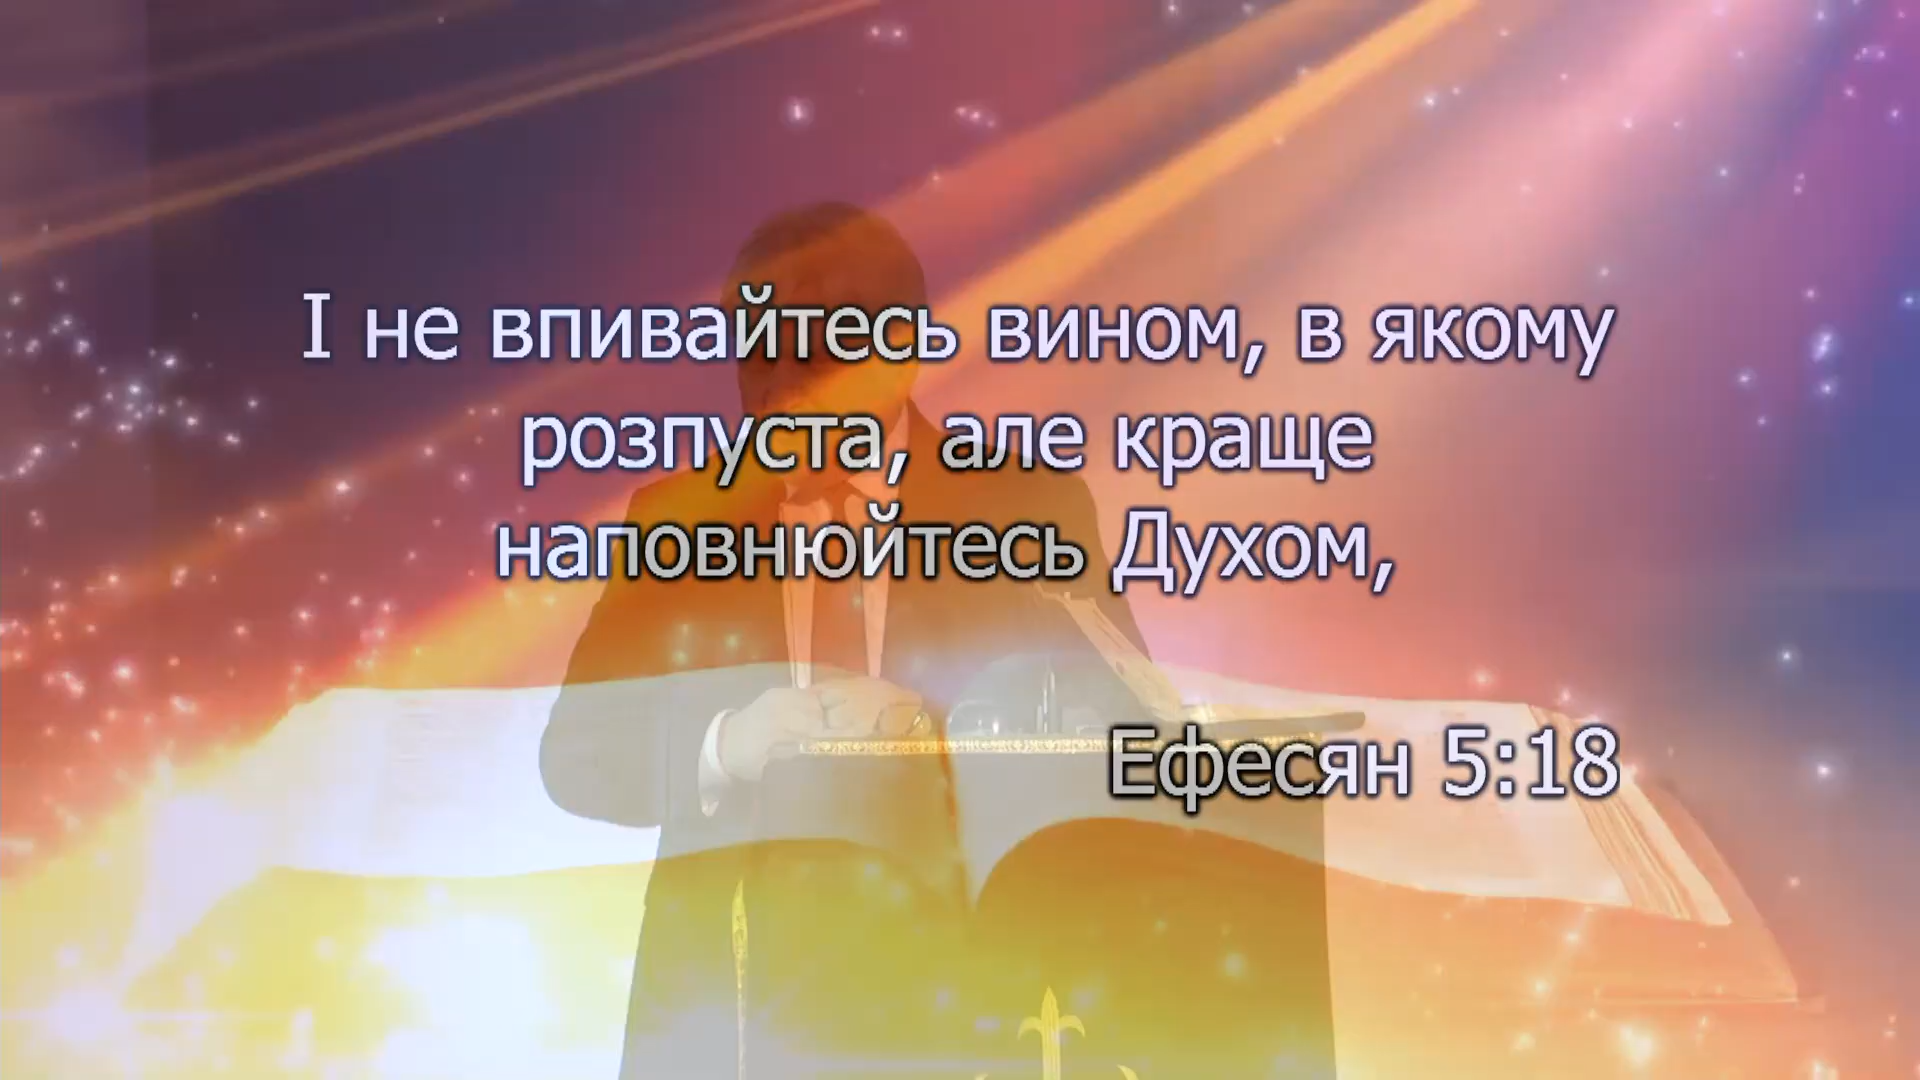 І не впивайтесь вином, в якому
розпуста, але краще
наповнюйтесь Духом,
Ефесян 5:18